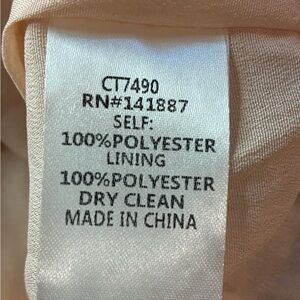 CT7490
RN#141887
SELF:
100%POLYESTER
LINING
100%POLYESTER
DRY CLEAN
MADE IN CHINA